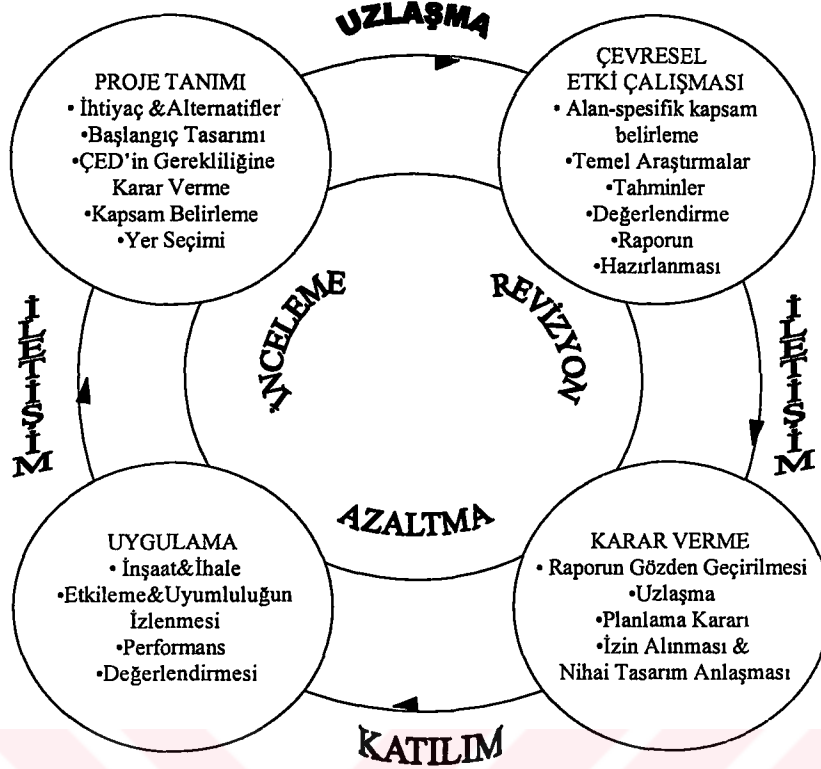 UZLAŞMA
PROJE TANIMI
• İhtiyaç &Alternatifler
•Başlangıç Tasarımı
•ÇED'in Gerekliliğine
Karar Verme
•Kapsam Belirleme
•Yer Seçimi
ÇEVRESEL
ETKİ ÇALIŞMASI
• Alan-spesifik kapsam
belirleme
•Temel Araştırmalar
•Tahminler
•Değerlendirme
•Raporun
•Hazırlanması
İLETİŞİM
İNCELEME
REVİZYON
İLETİŞİM
AZALTMA
UYGULAMA
• İnşaat&İhale
•Etkileme&Uyumluluğun
İzlenmesi
•Performans
•Değerlendirmesi
KARAR VERME
• Raporun Gözden Geçirilmesi
•Uzlaşma
•Planlama Kararı
•İzin Alınması &
Nihai Tasarım Anlaşması
KATILIM